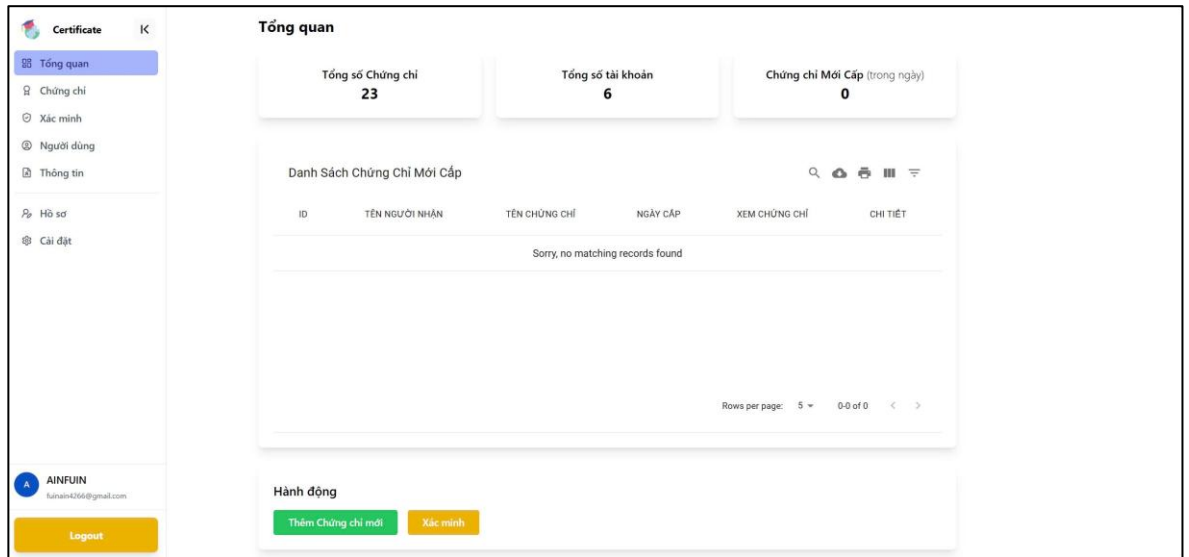 Certificate
Tổng quan
Chứng chỉ
Xác minh
Người dùng
Thông tin
Hồ sơ
Cài đặt
A
AINFUIN
fuinain4266@gmail.com
Logout
Tổng quan
Tổng số Chứng chỉ
23
Tổng số tài khoản
6
Chứng chỉ Mới Cấp (trong ngày)
0
Danh Sách Chứng Chỉ Mới Cấp
ID TÊN NGƯỜI NHẬN TÊN CHỨNG CHỈ NGÀY CẤP XEM CHỨNG CHỈ CHI TIẾT
Sorry, no matching records found
Rows per page: 5 0-0 of 0
Hành động
Thêm Chứng chỉ mới Xác minh